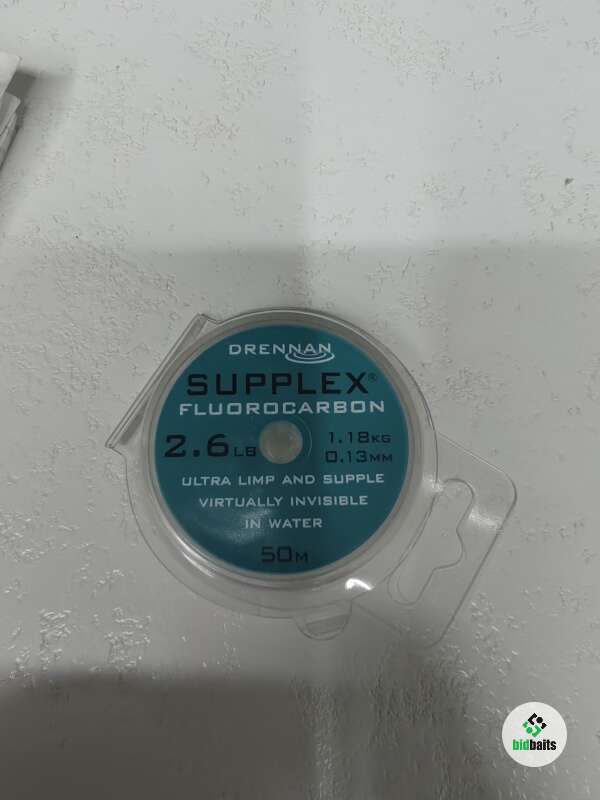 DRENNAN
SUPPLEX®
FLUOROCARBON
2.6LB
1.18KG
0.13MM
ULTRA LIMP AND SUPPLE
VIRTUALLY INVISIBLE
IN WATER
50M
bidbaits